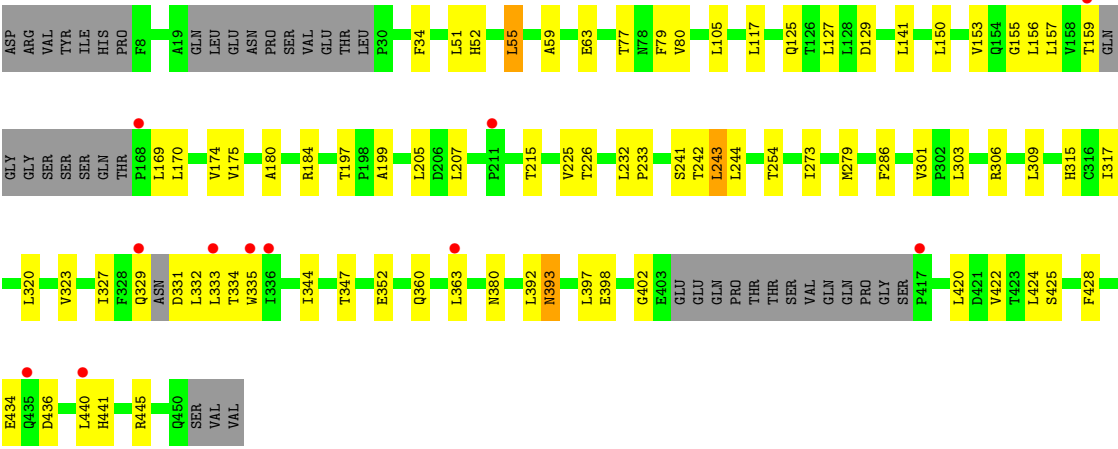 ASP ARG VAL TYR ILE HIS PRO F8 A19 GLN LEU GLU ASN PRO SER VAL GLU THR LEU P30 F34 L51 H52 L55 A59 E63 T77 N78 F79 V80 L105 L117 Q125 T126 L127 L128 D129 L141 L150 V153 Q154 G155 L156 L157 V158 T159 GLN
GLY GLY SER SER SER GLN THR P168 L169 L170 V174 V175 A180 R184 T197 P198 A199 L205 D206 L207 P211 T215 V225 T226 L232 P233 S241 T242 L243 L244 T254 I273 M279 F286 V301 P302 L303 R306 L309 H315 C316 I317
L320 V323 I327 F328 Q329 ASN D331 L332 L333 T334 W335 I336 I344 T347 E352 Q360 L363 N380 L392 N393 L397 E398 G402 E403 GLU GLU GLN PRO THR THR SER VAL GLN GLN PRO GLY SER P417 L420 D421 V422 T423 L424 S425 F428
E434 Q435 D436 L440 H441 R445 Q450 SER VAL VAL